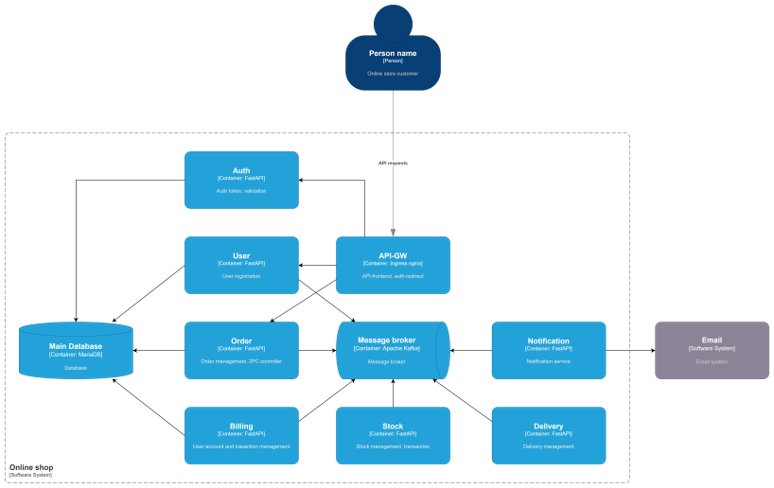 Person name
[Person]
Online store customer
API requests
Auth
[Container: FastAPI]
Auth token, validation
User
[Container: FastAPI]
User registration
API-GW
[Container: Ingress nginx]
API-frontend, auth-redirect
Main Database
[Container: MariaDB]
Database
Order
[Container: FastAPI]
Order management, 2PC controller
Message broker
[Container: Apache Kafka]
Message broker
Notification
[Container: FastAPI]
Notification service
Email
[Software System]
Email system
Billing
[Container: FastAPI]
User account and trasaction management
Stock
[Container: FastAPI]
Stock management, transaction
Delivery
[Container: FastAPI]
Delivery management
Online shop
[Software System]